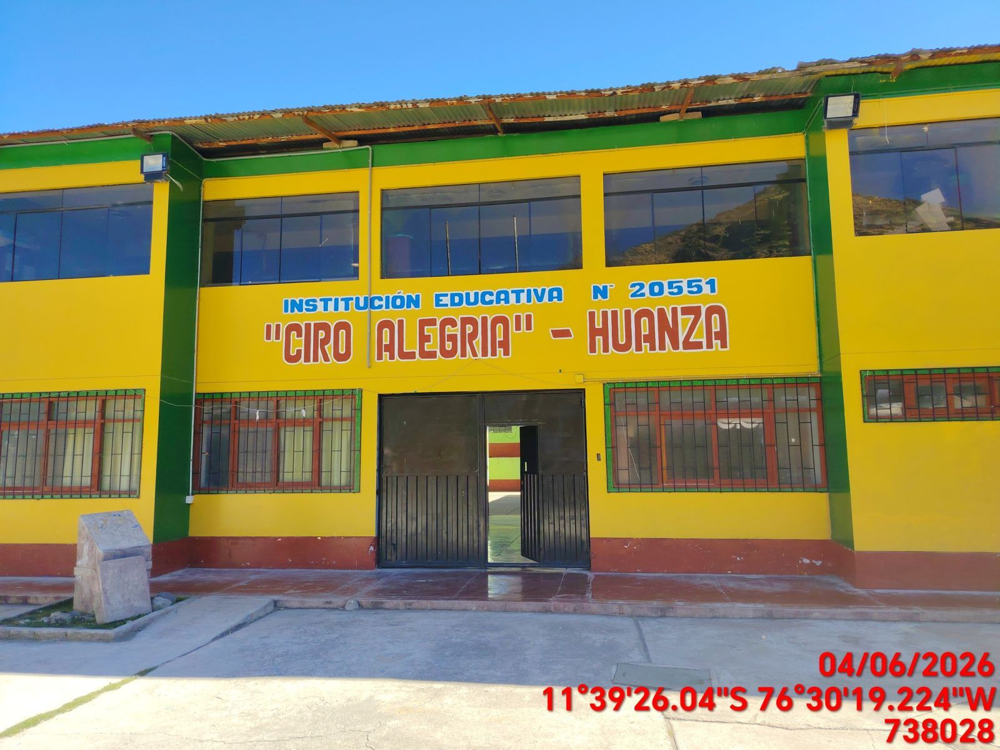 INSTITUCIÓN EDUCATIVA N° 20551
"CIRO ALEGRIA" - HUANZA
04/06/2026
11°39'26.04"S 76°30'19.224"W
738028